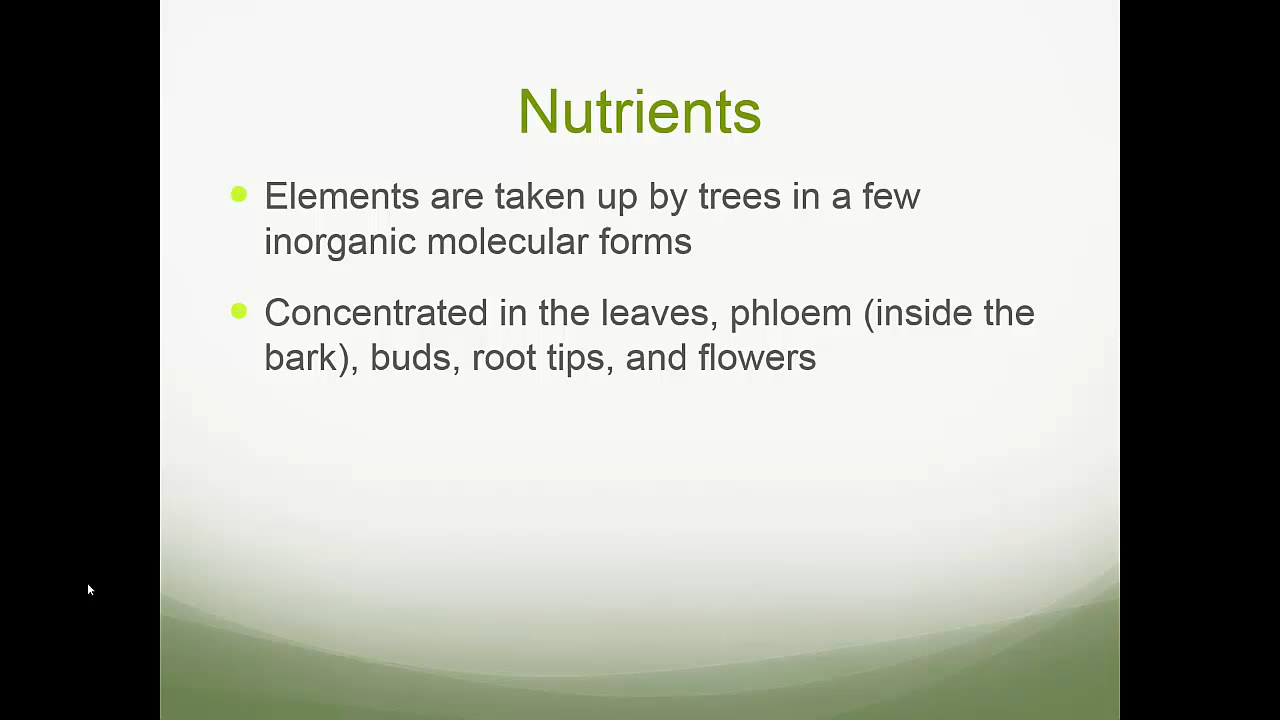 Nutrients
Elements are taken up by trees in a few
inorganic molecular forms
Concentrated in the leaves, phloem (inside the
bark), buds, root tips, and flowers